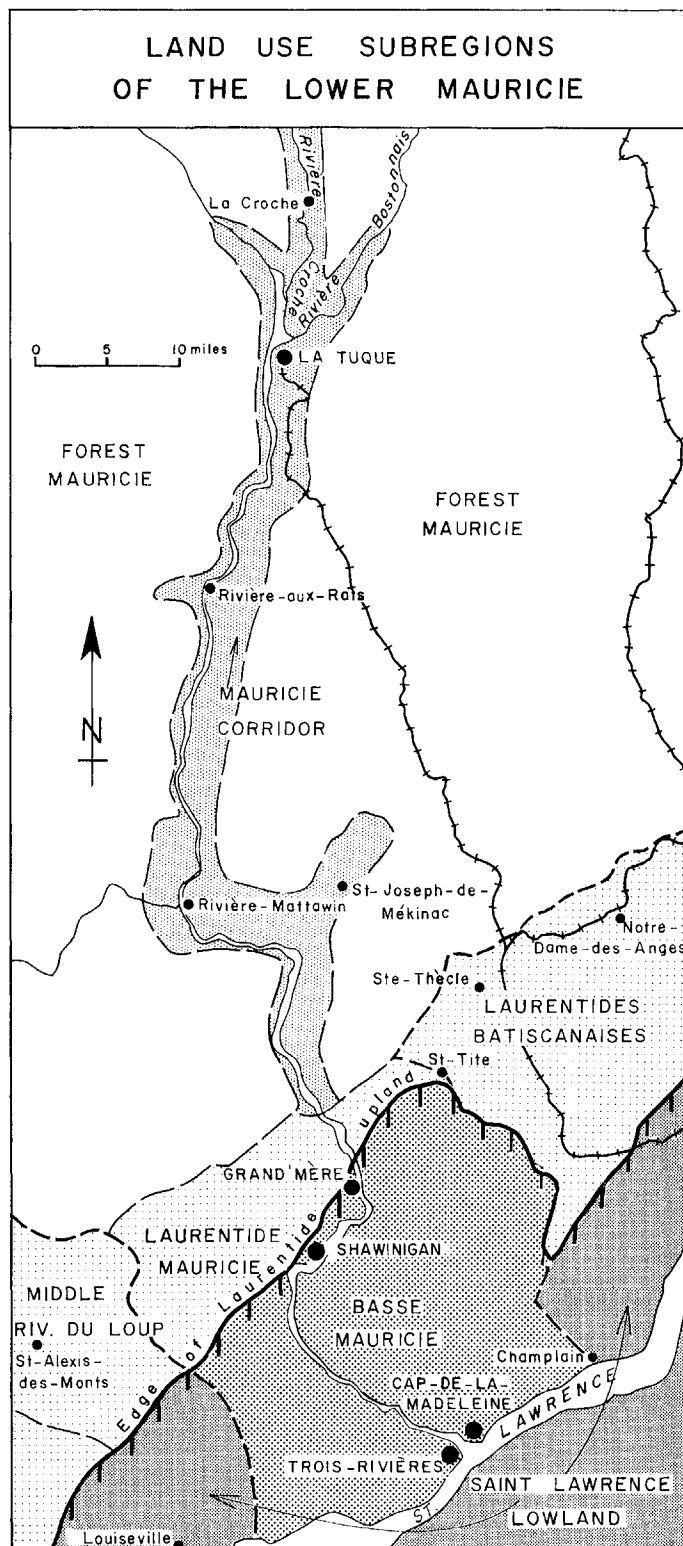 LAND USE SUBREGIONS
OF THE LOWER MAURICIE
La Croche
Rivière
Croche
Rivière
Bostonnais
0 5 10 miles
LA TUQUE
FOREST
MAURICIE
FOREST
MAURICIE
Rivière-aux-Rats
N
MAURICIE
CORRIDOR
St-Joseph-de-
Mékinac
Rivière-Mattawin
Notre-
Dame-des-Anges
Ste-Thècle
LAURENTIDES
BATISCANAISES
St-Tite
Edge of Laurentide upland
GRAND'MÈRE
LAURENTIDE
MAURICIE
SHAWINIGAN
MIDDLE
RIV. DU LOUP
St-Alexis-
des-Monts
BASSE
MAURICIE
Champlain
CAP-DE-LA-
MADELEINE
ST. LAWRENCE
TROIS-RIVIÈRES
SAINT LAWRENCE
LOWLAND
Louiseville